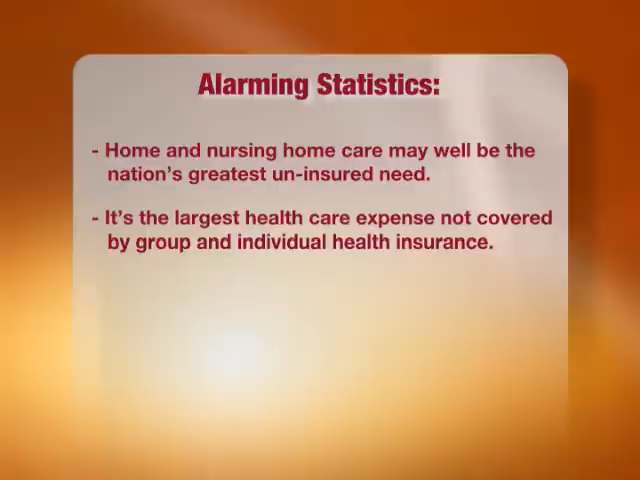 Alarming Statistics:
- Home and nursing home care may well be the
nation's greatest un-insured need.
- It's the largest health care expense not covered
by group and individual health insurance.